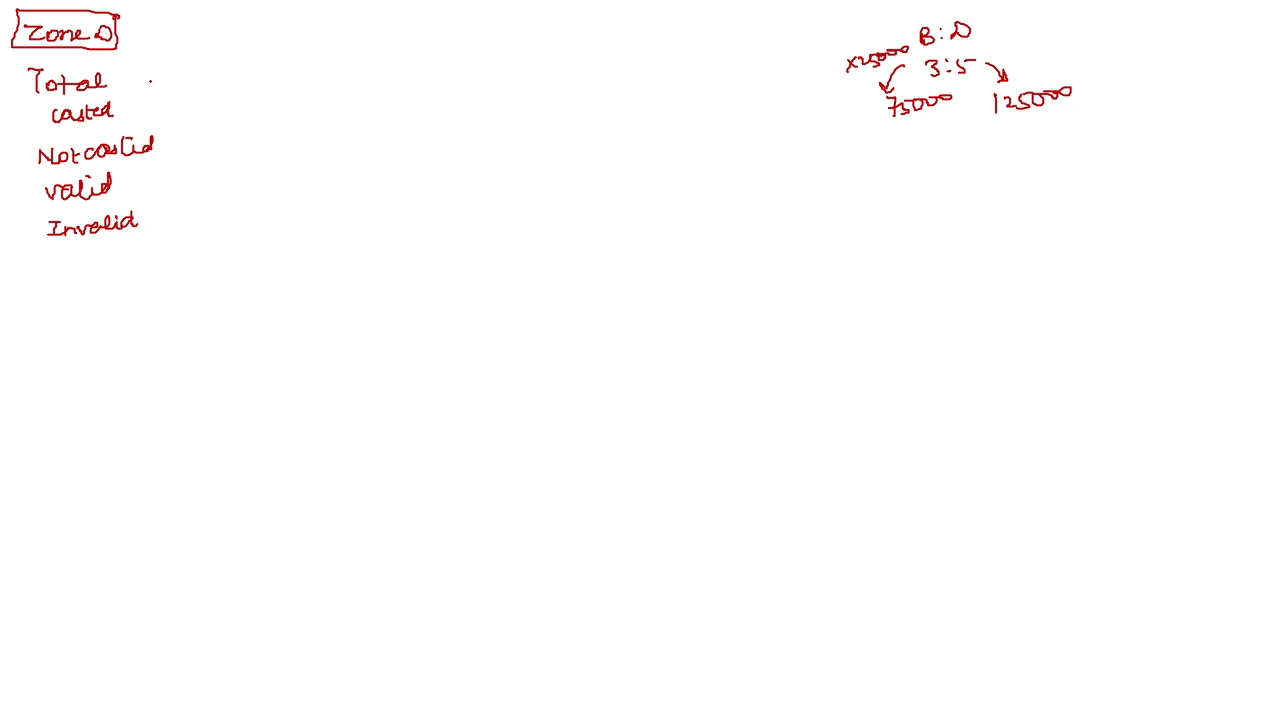 Zone D
Total
casted
Not casted
valid
Invalid
B : D
x25000 3 : 5
75000 125000